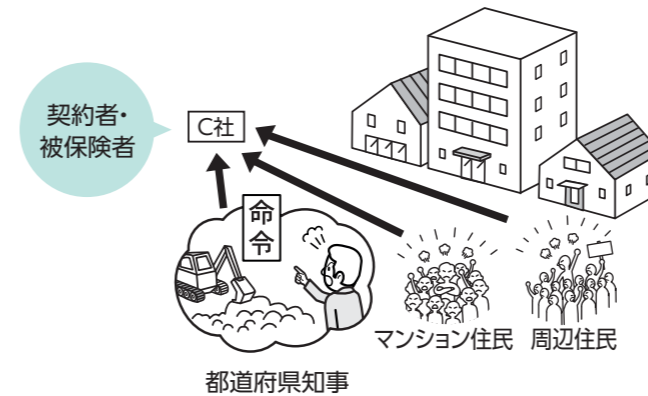 契約者・
被保険者
C社
命令
マンション住民
周辺住民
都道府県知事